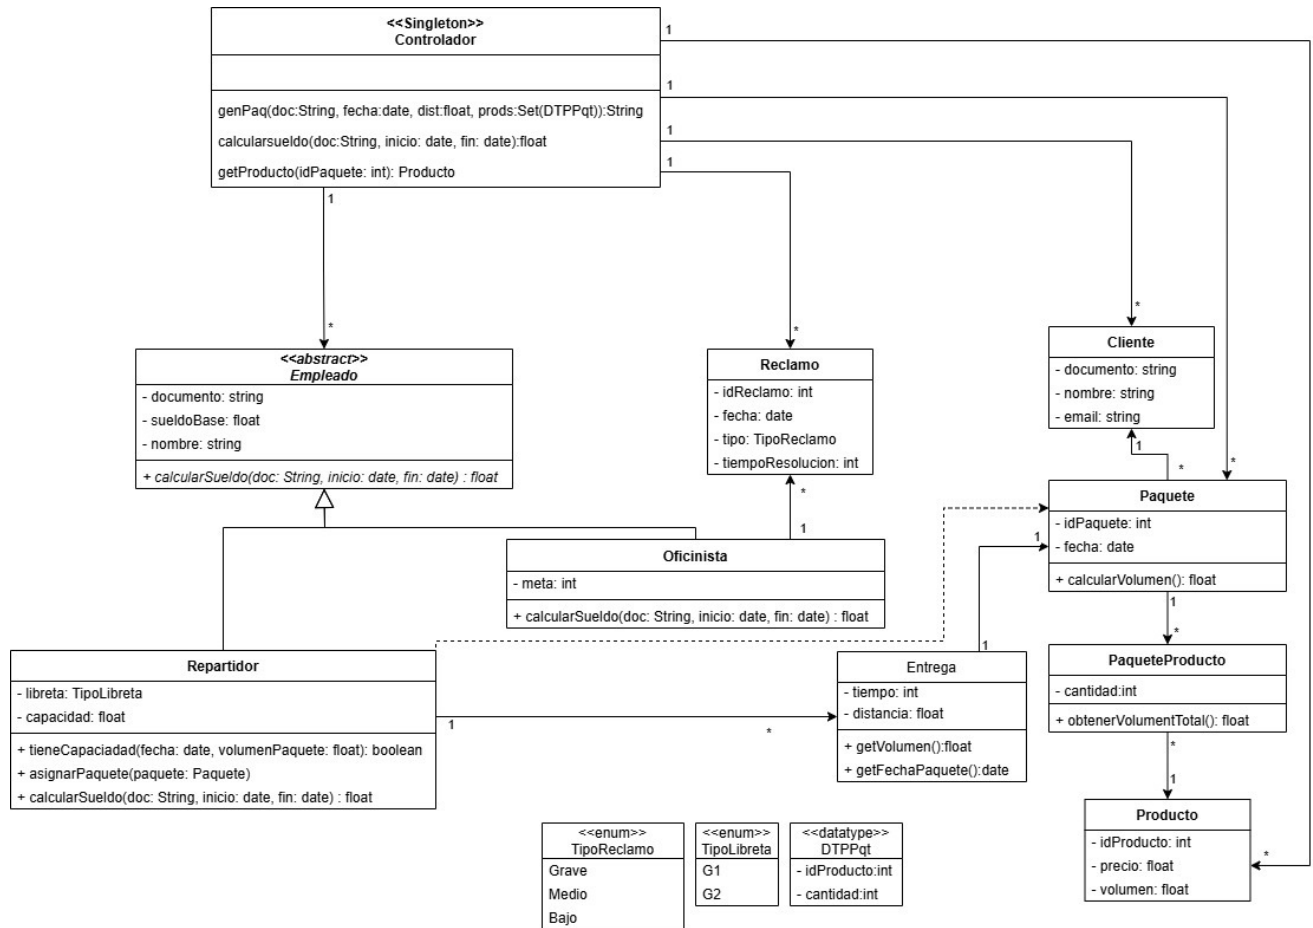 <<Singleton>>
Controlador
genPaq(doc:String, fecha:date, dist:float, prods:Set(DTPPqt)):String
calcularsueldo(doc:String, inicio: date, fin: date):float
getProducto(idPaquete: int): Producto
1
1
1
1
1
*
*
*
*
*
<<abstract>>
Empleado
- documento: string
- sueldoBase: float
- nombre: string
+ calcularSueldo(doc: String, inicio: date, fin: date) : float
Reclamo
- idReclamo: int
- fecha: date
- tipo: TipoReclamo
- tiempoResolucion: int
*
1
Cliente
- documento: string
- nombre: string
- email: string
1
*
Paquete
- idPaquete: int
- fecha: date
+ calcularVolumen(): float
1
1
1
*
Oficinista
- meta: int
+ calcularSueldo(doc: String, inicio: date, fin: date) : float
Repartidor
- libreta: TipoLibreta
- capacidad: float
+ tieneCapaciadad(fecha: date, volumenPaquete: float): boolean
+ asignarPaquete(paquete: Paquete)
+ calcularSueldo(doc: String, inicio: date, fin: date) : float
1
*
Entrega
- tiempo: int
- distancia: float
+ getVolumen():float
+ getFechaPaquete():date
PaqueteProducto
- cantidad:int
+ obtenerVolumentTotal(): float
*
1
Producto
- idProducto: int
- precio: float
- volumen: float
<<enum>>
TipoReclamo
Grave
Medio
Bajo
<<enum>>
TipoLibreta
G1
G2
<<datatype>>
DTPPqt
- idProducto:int
- cantidad:int